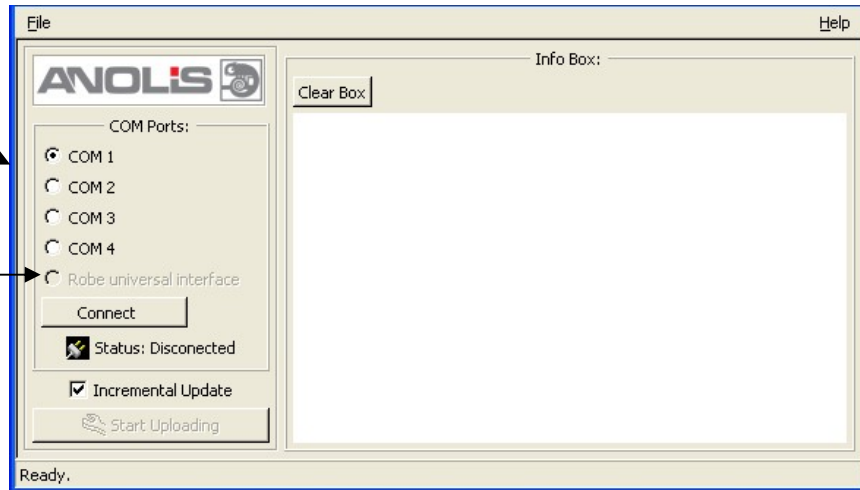 File
Help
ANOLiS
COM Ports:
COM 1
COM 2
COM 3
COM 4
Robe universal interface
Connect
Status: Disconected
Incremental Update
Start Uploading
Info Box:
Clear Box
Ready.